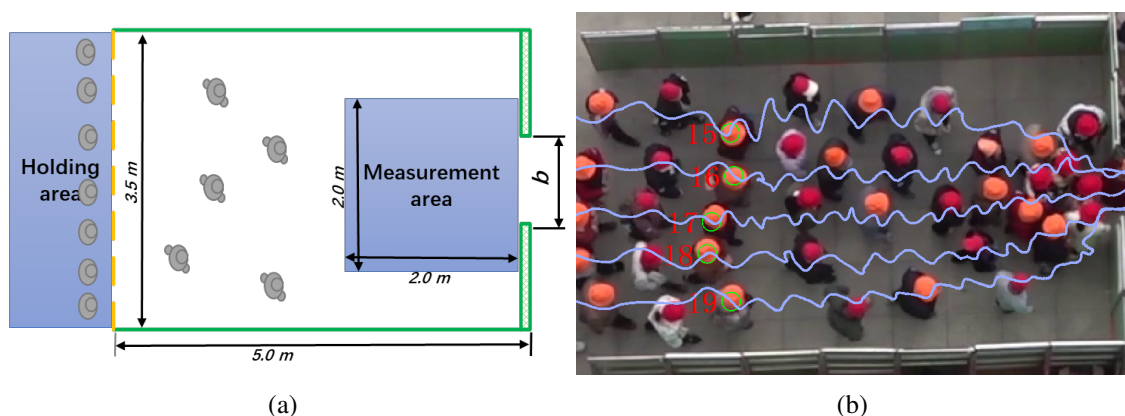 Holding
area
3.5 m
2.0 m
Measurement
area
b
2.0 m
5.0 m
15
16
17
18
19
(a)
(b)